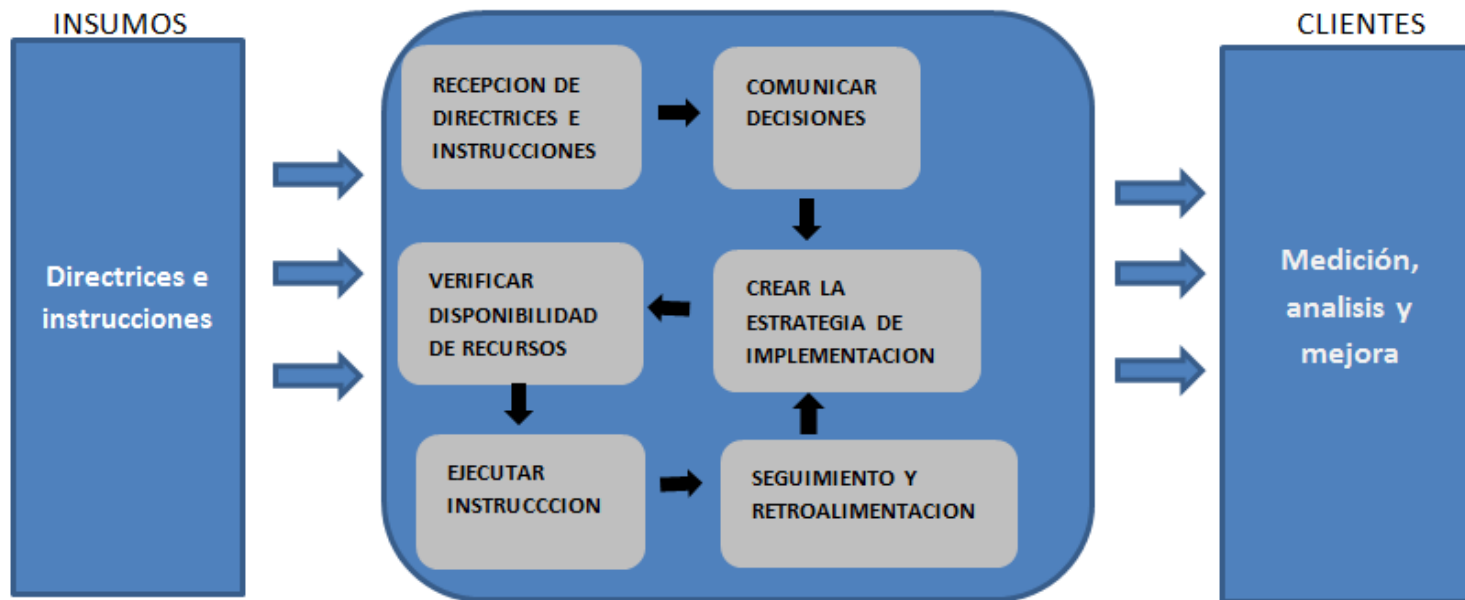 INSUMOS
Directrices e
instrucciones
RECEPCION DE
DIRECTRICES E
INSTRUCCIONES
COMUNICAR
DECISIONES
CREAR LA
ESTRATEGIA DE
IMPLEMENTACION
VERIFICAR
DISPONIBILIDAD
DE RECURSOS
EJECUTAR
INSTRUCCCION
SEGUIMIENTO Y
RETROALIMENTACION
CLIENTES
Medición,
analisis y
mejora